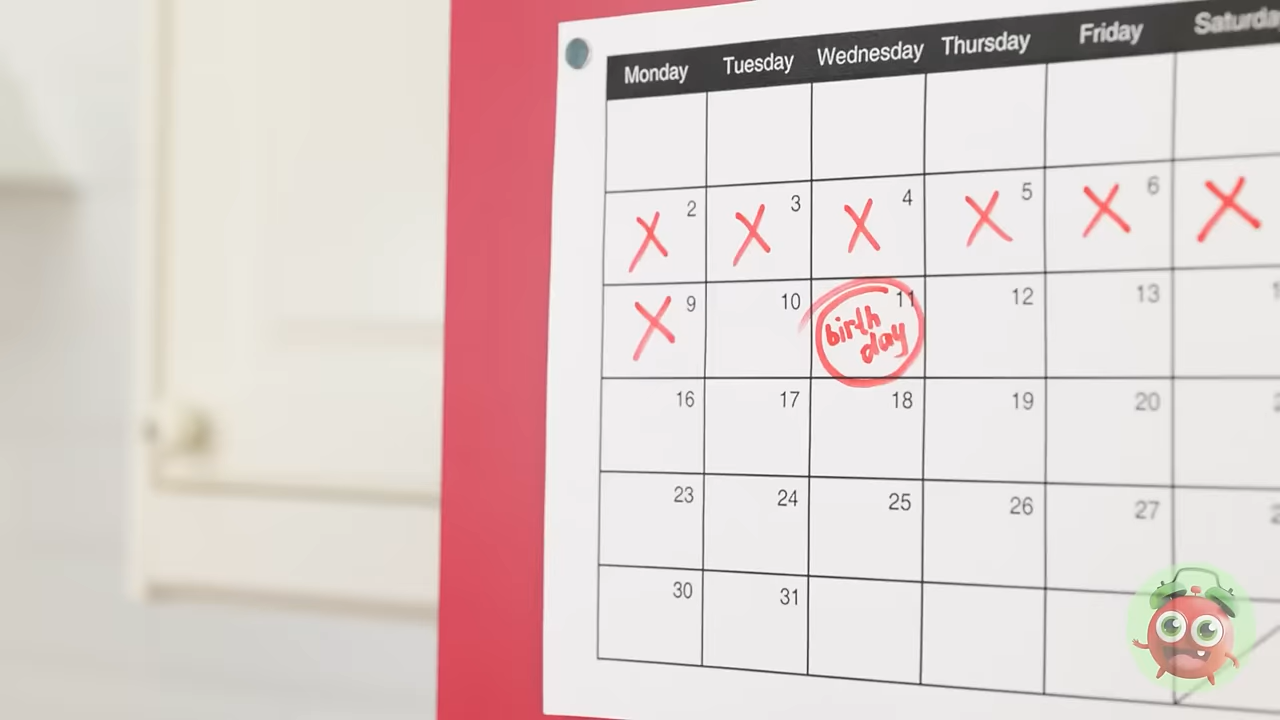 Monday Tuesday Wednesday Thursday Friday Saturda
2 3 4 5 6
9 10 11 12 13
birth
day
16 17 18 19 20
23 24 25 26 27
30 31